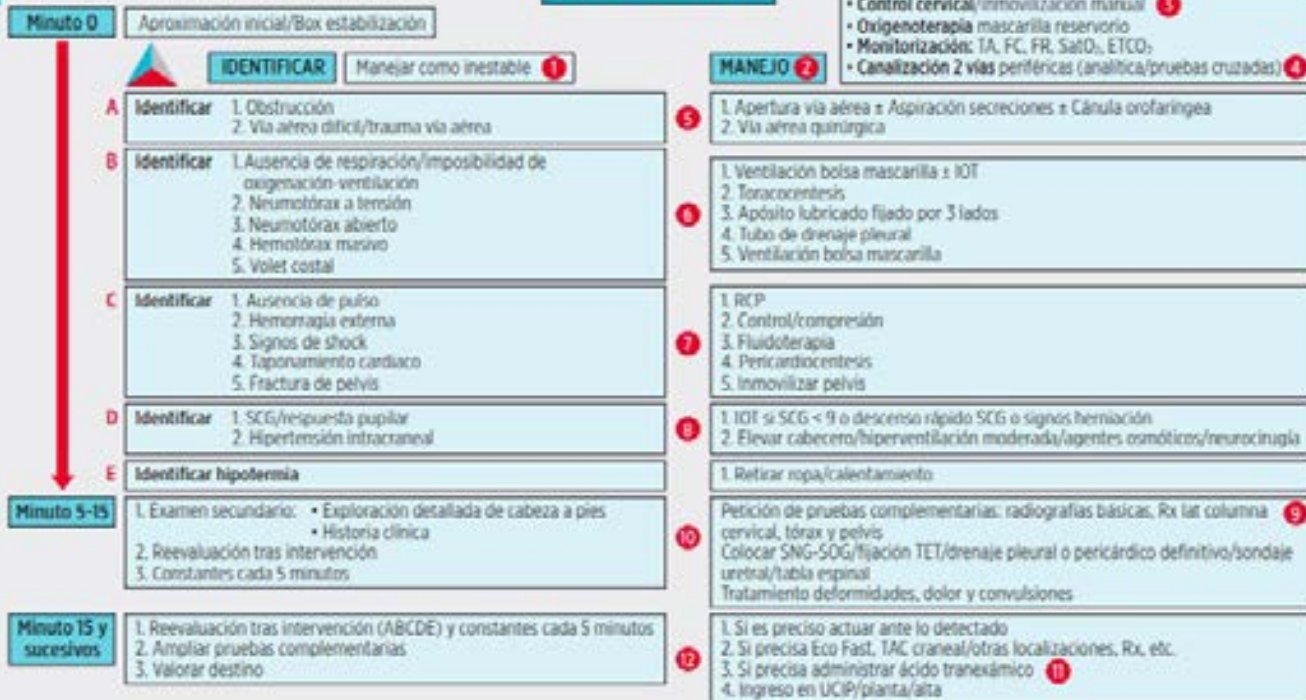 • Control cervical/inmovilización manual 3
Minuto 0
Aproximación inicial/Box estabilización
• Oxigenoterapia mascarilla reservorio
• Monitorización: TA, FC, FR, SatO₂, ETCO₂
IDENTIFICAR
Manejar como inestable 1
MANEJO 2
• Canalización 2 vías periféricas (analítica/pruebas cruzadas) 4
A
Identificar 1. Obstrucción
2. Vía aérea difícil/trauma vía aérea
5
1. Apertura vía aérea ± Aspiración secreciones ± Cánula orofaríngea
2. Vía aérea quirúrgica
B
Identificar 1. Ausencia de respiración/imposibilidad de
oxigenación-ventilación
2. Neumotórax a tensión
3. Neumotórax abierto
4. Hemotórax masivo
5. Volet costal
6
1. Ventilación bolsa mascarilla ± IOT
2. Toracocentesis
3. Apósito lubricado fijado por 3 lados
4. Tubo de drenaje pleural
5. Ventilación bolsa mascarilla
C
Identificar 1. Ausencia de pulso
2. Hemorragia externa
3. Signos de shock
4. Taponamiento cardiaco
5. Fractura de pelvis
7
1. RCP
2. Control/compresión
3. Fluidoterapia
4. Pericardiocentesis
5. Inmovilizar pelvis
D
Identificar 1. SCG/respuesta pupilar
2. Hipertensión intracraneal
8
1. IOT si SCG < 9 o descenso rápido SCG o signos herniación
2. Elevar cabecero/hiperventilación moderada/agentes osmóticos/neurocirugía
E
Identificar hipotermia
1. Retirar ropa/calentamiento
Minuto 5-15
1. Examen secundario: • Exploración detallada de cabeza a pies
• Historia clínica
2. Reevaluación tras intervención
3. Constantes cada 5 minutos
10
Petición de pruebas complementarias: radiografías básicas, Rx lat columna 9
cervical, tórax y pelvis
Colocar SNG-SOG/fijación TET/drenaje pleural o pericárdico definitivo/sondaje
uretral/tabla espinal
Tratamiento deformidades, dolor y convulsiones
Minuto 15 y
sucesivos
1. Reevaluación tras intervención (ABCDE) y constantes cada 5 minutos
2. Ampliar pruebas complementarias
3. Valorar destino
12
1. Si es preciso actuar ante lo detectado
2. Si precisa Eco Fast, TAC craneal/otras localizaciones, Rx, etc.
3. Si precisa administrar ácido tranexámico 11
4. Ingreso en UCIP/planta/alta